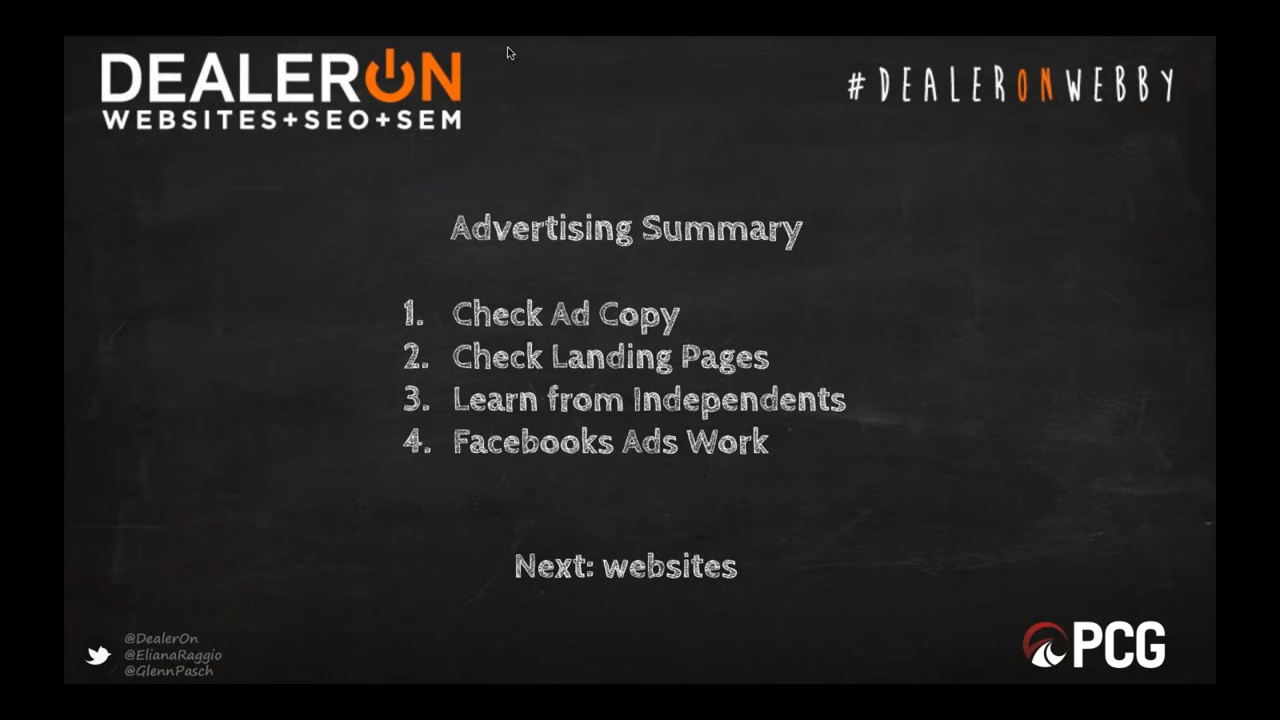 DEALERON
WEBSITES+SEO+SEM
#DEALERONWEBBY
Advertising Summary
1. Check Ad Copy
2. Check Landing Pages
3. Learn from Independents
4. Facebooks Ads Work
Next: websites
@DealerOn
@ElianaRaggio
@GlennPasch
PCG